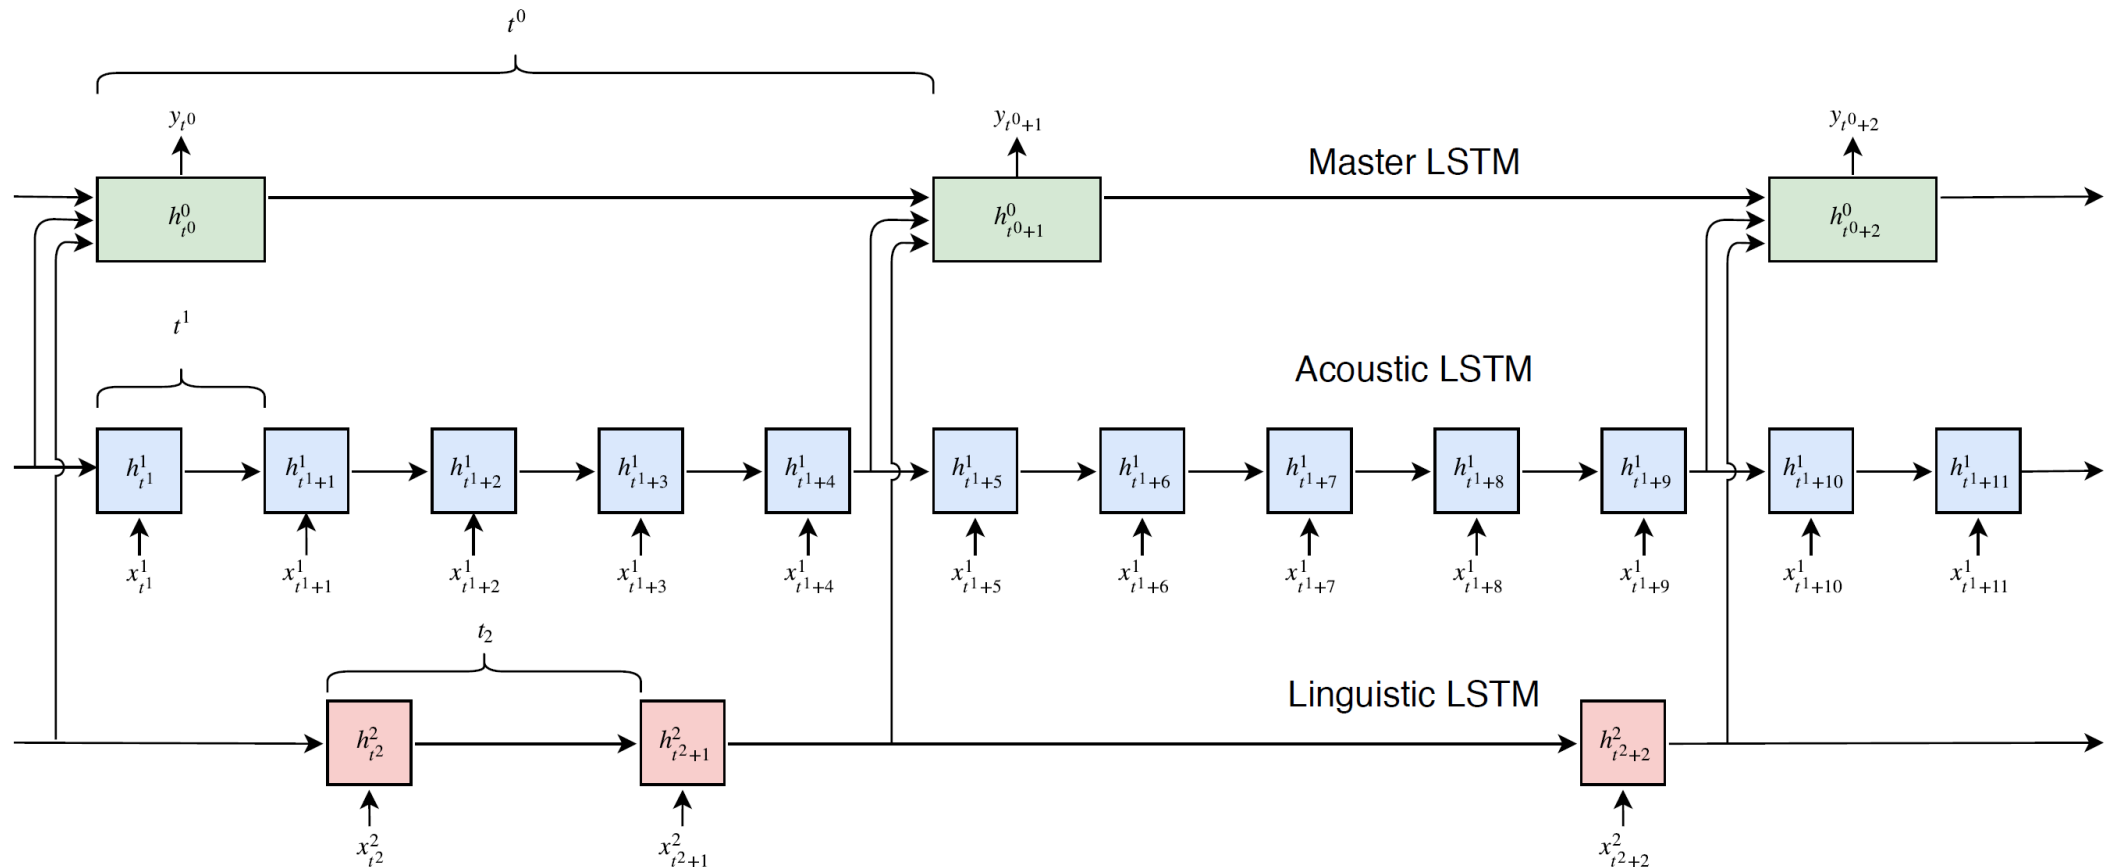 t^0
y_{t^0} y_{t^0+1} y_{t^0+2}
Master LSTM
h^0_{t^0} h^0_{t^0+1} h^0_{t^0+2}
t^1
Acoustic LSTM
h^1_{t^1} h^1_{t^1+1} h^1_{t^1+2} h^1_{t^1+3} h^1_{t^1+4} h^1_{t^1+5} h^1_{t^1+6} h^1_{t^1+7} h^1_{t^1+8} h^1_{t^1+9} h^1_{t^1+10} h^1_{t^1+11}
x^1_{t^1} x^1_{t^1+1} x^1_{t^1+2} x^1_{t^1+3} x^1_{t^1+4} x^1_{t^1+5} x^1_{t^1+6} x^1_{t^1+7} x^1_{t^1+8} x^1_{t^1+9} x^1_{t^1+10} x^1_{t^1+11}
t_2
Linguistic LSTM
h^2_{t^2} h^2_{t^2+1} h^2_{t^2+2}
x^2_{t^2} x^2_{t^2+1} x^2_{t^2+2}